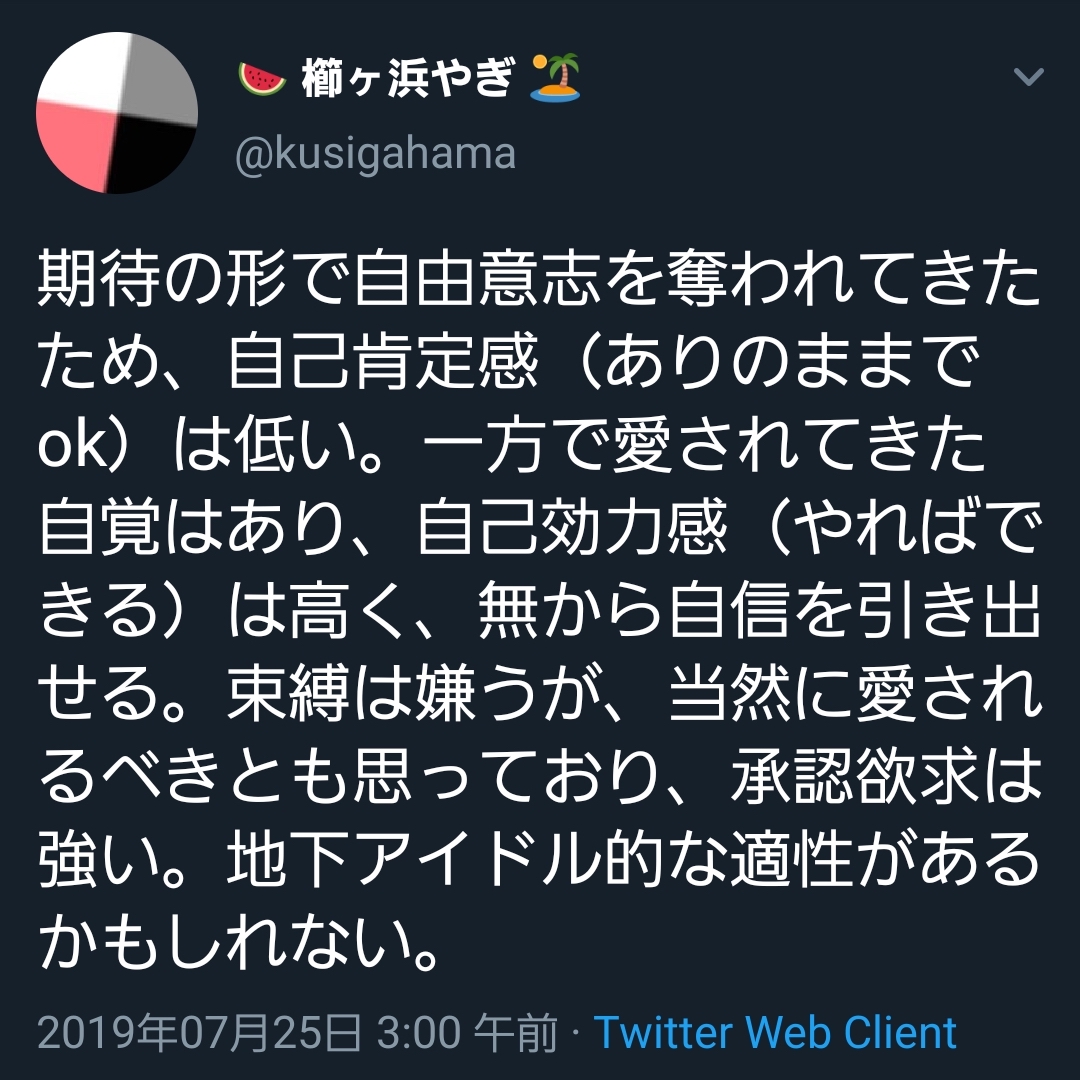 🍉 櫛ヶ浜やぎ 🏝️
@kusigahama
期待の形で自由意志を奪われてきた
ため、自己肯定感（ありのままで
ok）は低い。一方で愛されてきた
自覚はあり、自己効力感（やればで
きる）は高く、無から自信を引き出
せる。束縛は嫌うが、当然に愛され
るべきとも思っており、承認欲求は
強い。地下アイドル的な適性がある
かもしれない。
2019年07月25日 3:00 午前 · Twitter Web Client